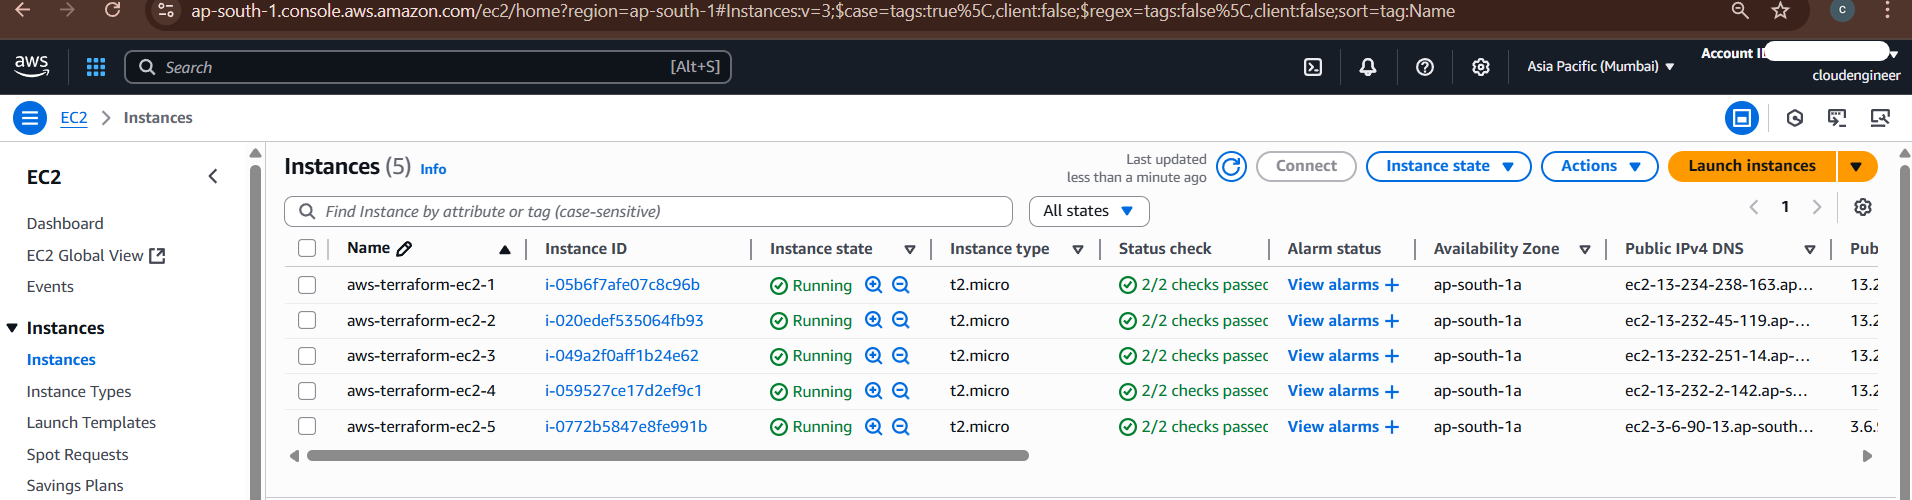 ap-south-1.console.aws.amazon.com/ec2/home?region=ap-south-1#Instances:v=3;$case=tags:true%5C,client:false;$regex=tags:false%5C,client:false;sort=tag:Name
c
aws
Search [Alt+S]
Asia Pacific (Mumbai)
Account ID
cloudengineer
EC2 Instances
EC2
Dashboard
EC2 Global View
Events
Instances
Instances
Instance Types
Launch Templates
Spot Requests
Savings Plans
Instances (5) Info
Last updated
less than a minute ago
Connect Instance state Actions Launch instances
Find Instance by attribute or tag (case-sensitive) All states 1
Name Instance ID Instance state Instance type Status check Alarm status Availability Zone Public IPv4 DNS Pub
aws-terraform-ec2-1 i-05b6f7afe07c8c96b Running t2.micro 2/2 checks passec View alarms + ap-south-1a ec2-13-234-238-163.ap... 13.2
aws-terraform-ec2-2 i-020edef535064fb93 Running t2.micro 2/2 checks passec View alarms + ap-south-1a ec2-13-232-45-119.ap-... 13.2
aws-terraform-ec2-3 i-049a2f0aff1b24e62 Running t2.micro 2/2 checks passec View alarms + ap-south-1a ec2-13-232-251-14.ap-... 13.2
aws-terraform-ec2-4 i-059527ce17d2ef9c1 Running t2.micro 2/2 checks passec View alarms + ap-south-1a ec2-13-232-2-142.ap-s... 13.2
aws-terraform-ec2-5 i-0772b5847e8fe991b Running t2.micro 2/2 checks passec View alarms + ap-south-1a ec2-3-6-90-13.ap-south... 3.6.9